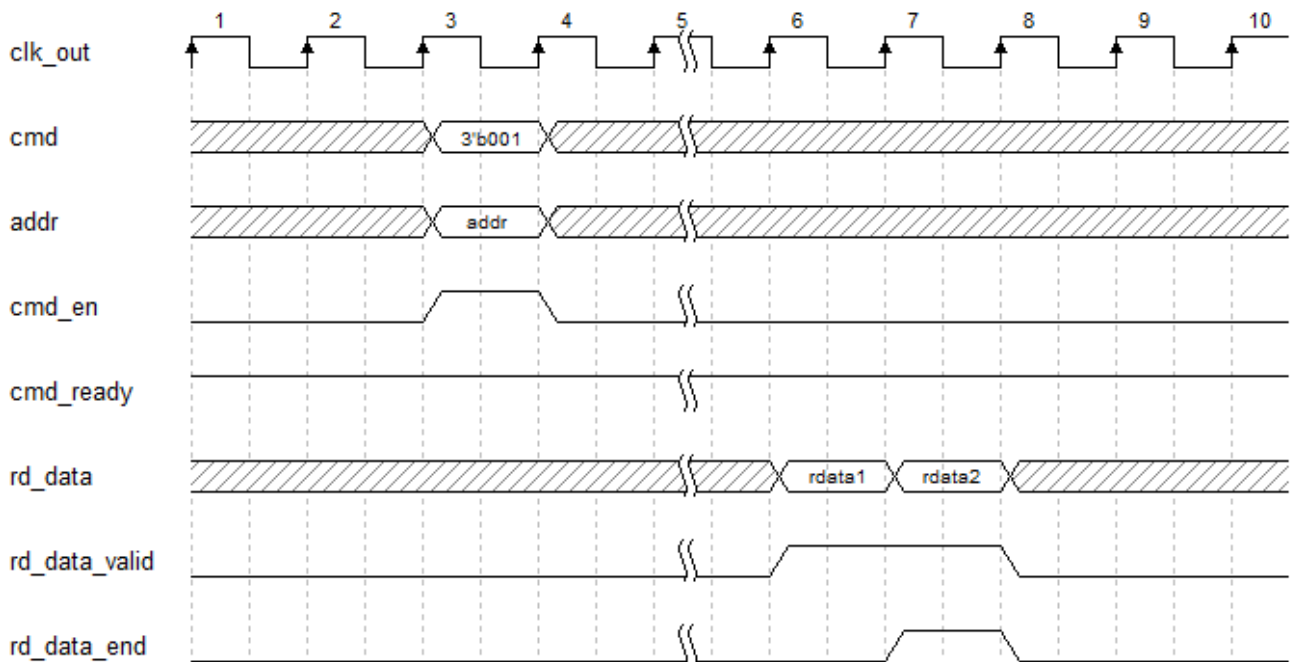 1 2 3 4 5 6 7 8 9 10
clk_out
cmd 3'b001
addr addr
cmd_en
cmd_ready
rd_data rdata1 rdata2
rd_data_valid
rd_data_end